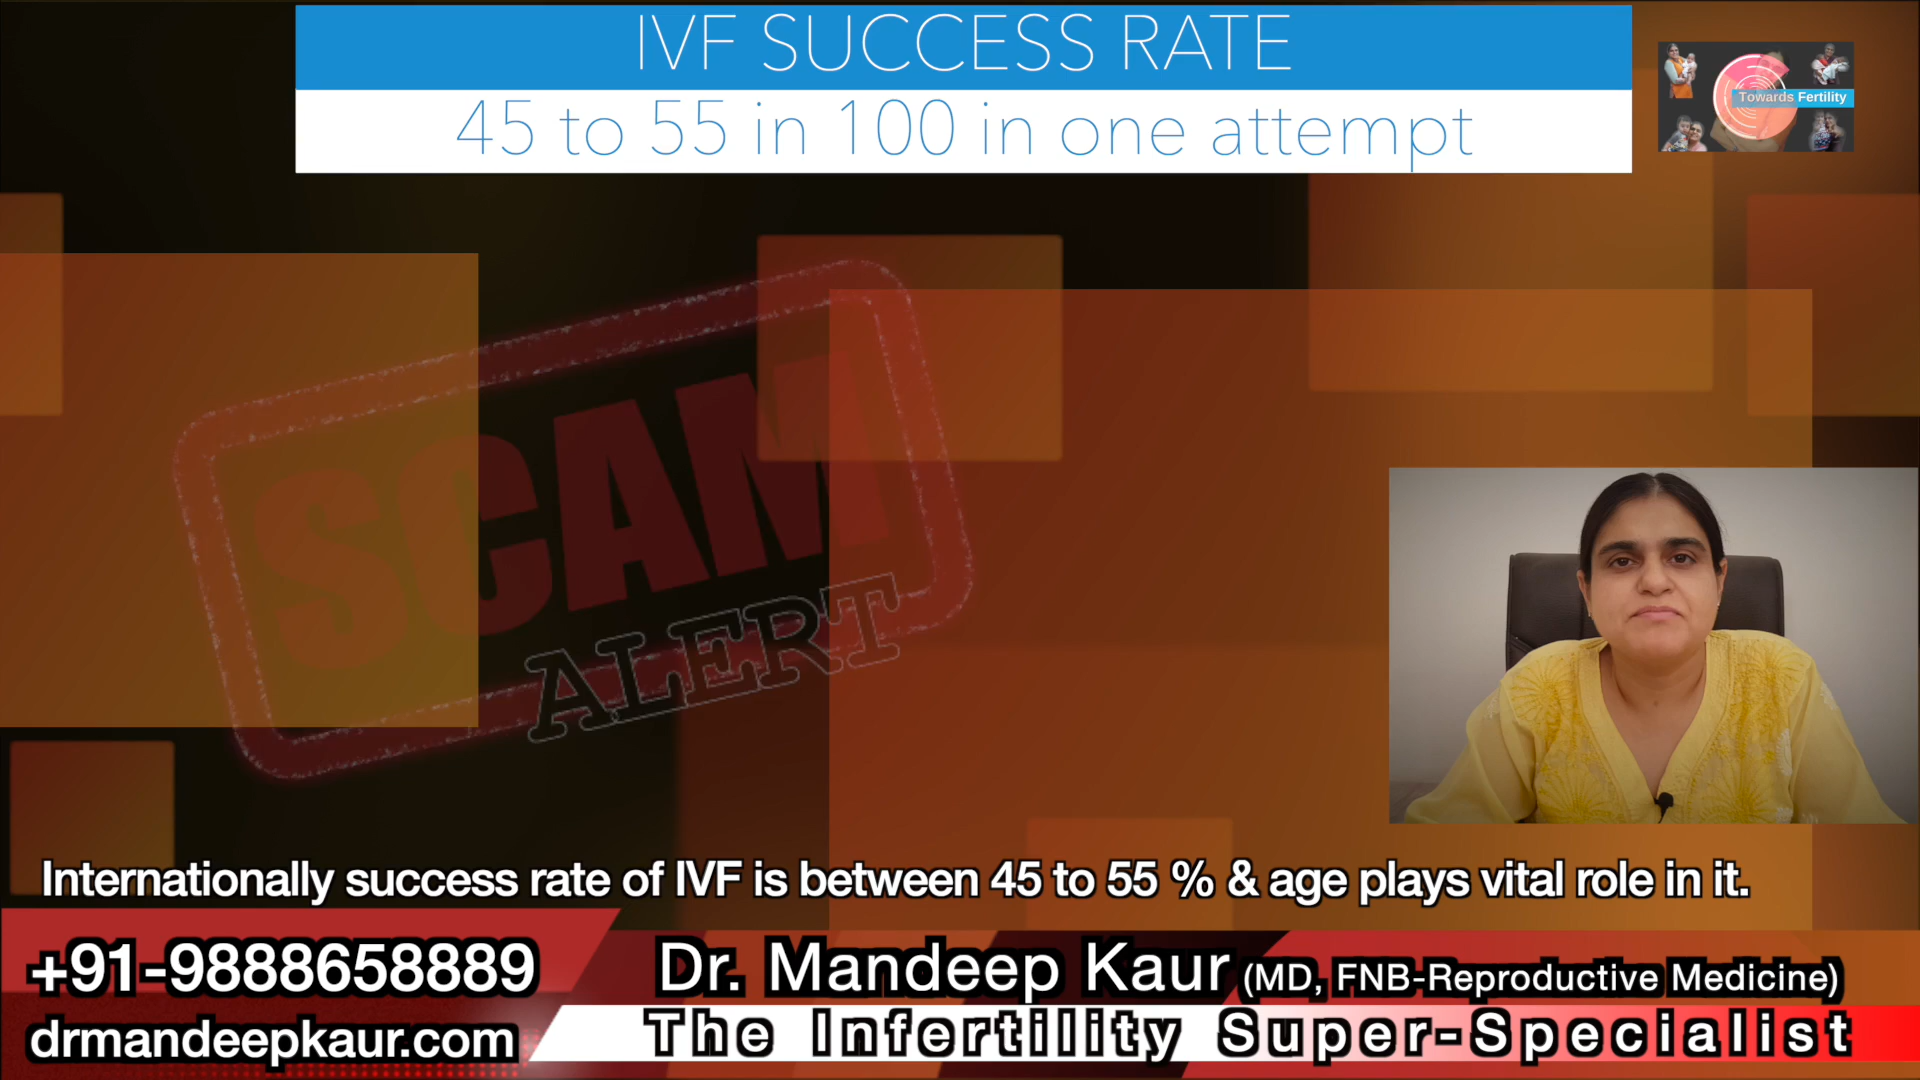 IVF SUCCESS RATE
45 to 55 in 100 in one attempt
Towards Fertility
SCAM
ALERT
Internationally success rate of IVF is between 45 to 55 % & age plays vital role in it.
+91-9888658889
Dr. Mandeep Kaur (MD, FNB-Reproductive Medicine)
drmandeepkaur.com
The Infertility Super-Specialist